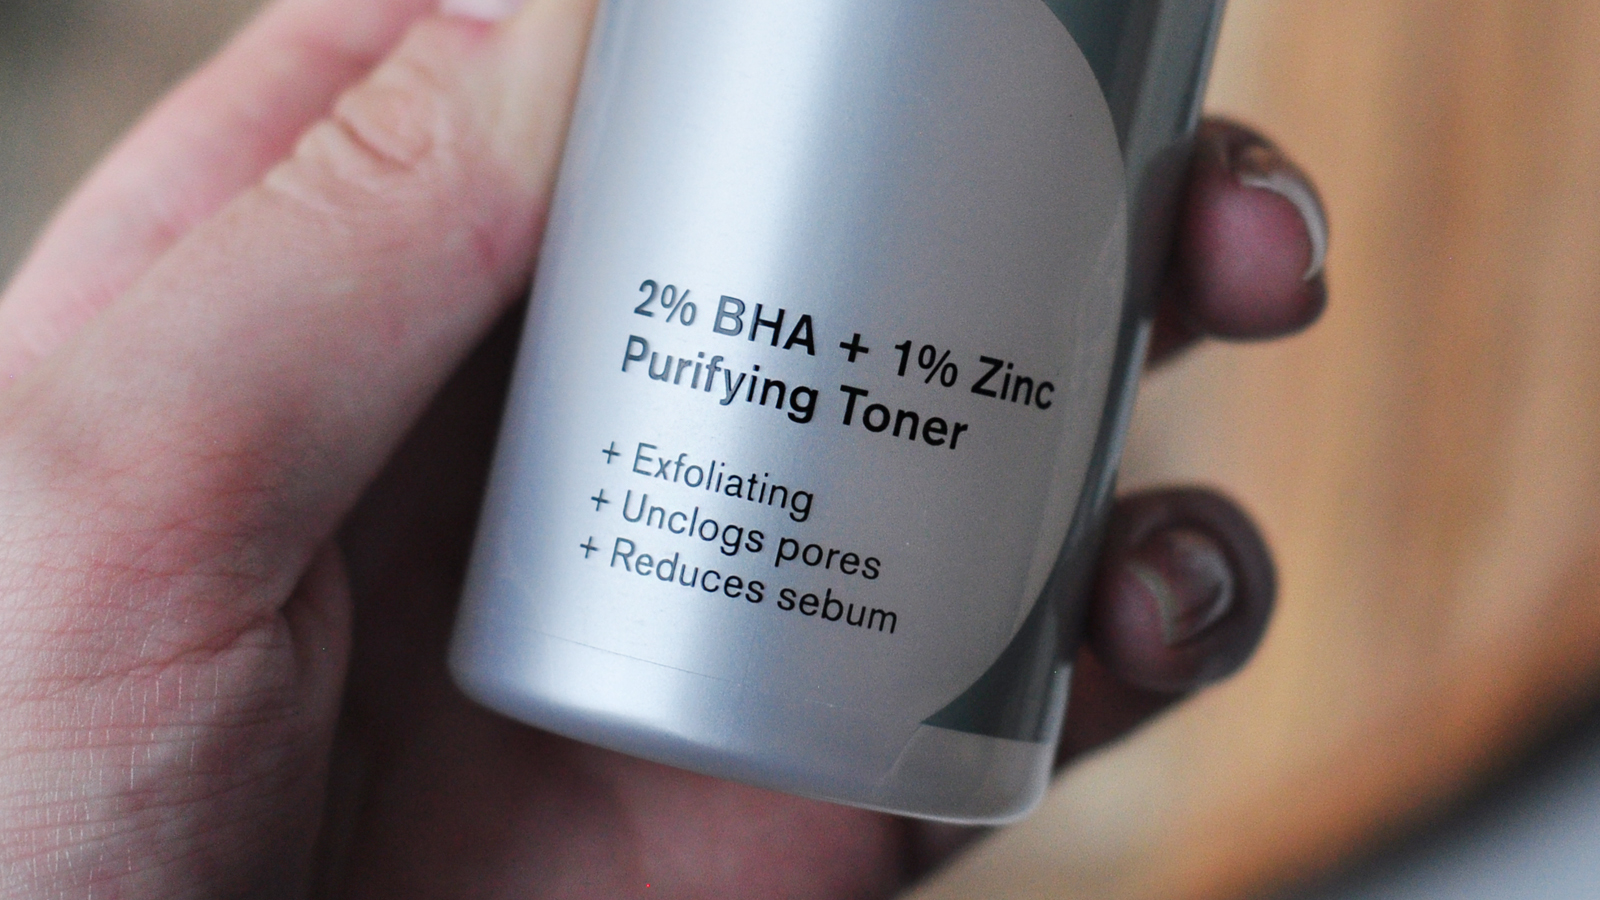 2% BHA + 1% Zinc
Purifying Toner
+ Exfoliating
+ Unclogs pores
+ Reduces sebum